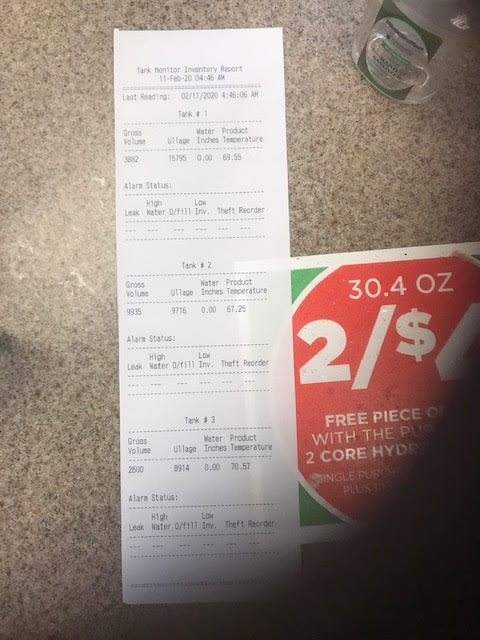 Tank Monitor Inventory Report
11-Feb-20 04:46 AM
Last Reading: 02/11/2020 4:46:06 AM
Tank # 1
Gross Water Product
Volume Ullage Inches Temperature
3882 15795 0.00 69.55
Alarm Status:
High Low
Leak Water O/fill Inv. Theft Reorder
--- --- --- --- --- ---
Tank # 2
Gross Water Product
Volume Ullage Inches Temperature
9935 9716 0.00 67.25
Alarm Status:
High Low
Leak Water O/fill Inv. Theft Reorder
--- --- --- --- --- ---
Tank # 3
Gross Water Product
Volume Ullage Inches Temperature
2600 8914 0.00 70.57
Alarm Status:
High Low
Leak Water O/fill Inv. Theft Reorder
--- --- --- --- --- ---
30.4 OZ
2/$
FREE PIECE
WITH THE
2 CORE